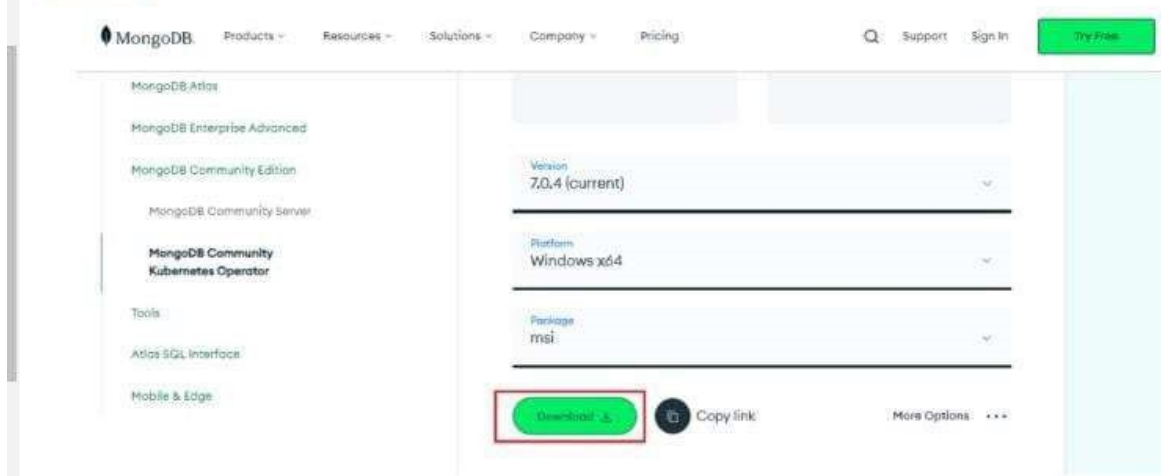 MongoDB. Products Resources Solutions Company Pricing Support Sign In Try Free
MongoDB Atlas
MongoDB Enterprise Advanced
MongoDB Community Edition
MongoDB Community Server
MongoDB Community
Kubernetes Operator
Tools
Atlas SQL Interface
Mobile & Edge
Version
7.0.4 (current)
Platform
Windows x64
Package
msi
Download Copy link More Options ...